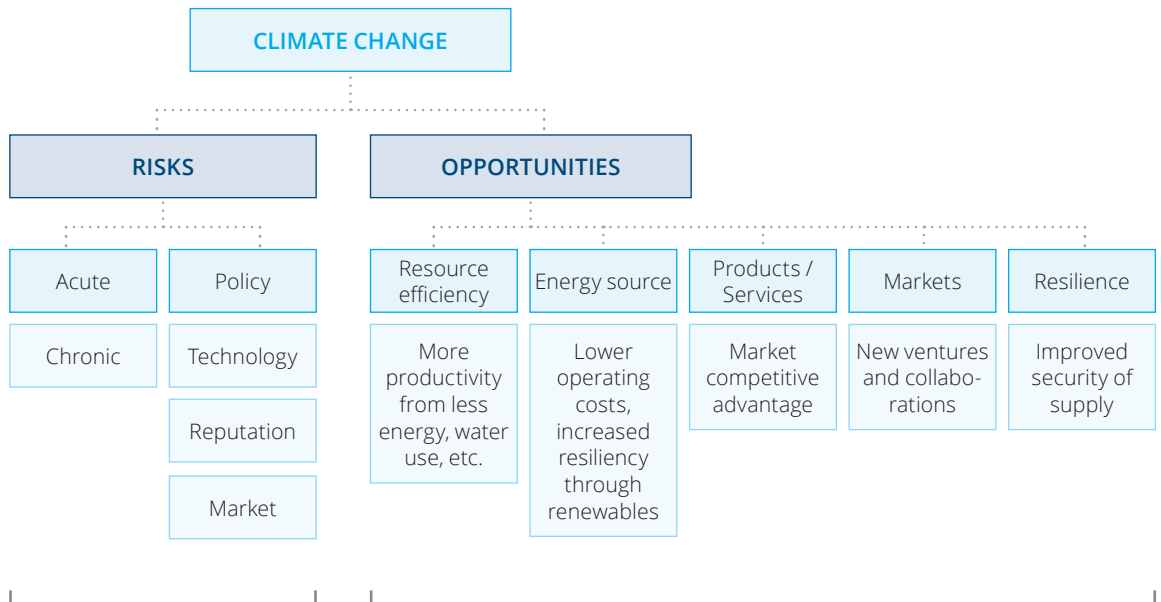 CLIMATE CHANGE
RISKS
OPPORTUNITIES
Acute
Policy
Resource
efficiency
Energy source
Products /
Services
Markets
Resilience
Chronic
Technology
Reputation
Market
More
productivity
from less
energy, water
use, etc.
Lower
operating
costs,
increased
resiliency
through
renewables
Market
competitive
advantage
New ventures
and collabo-
rations
Improved
security of
supply